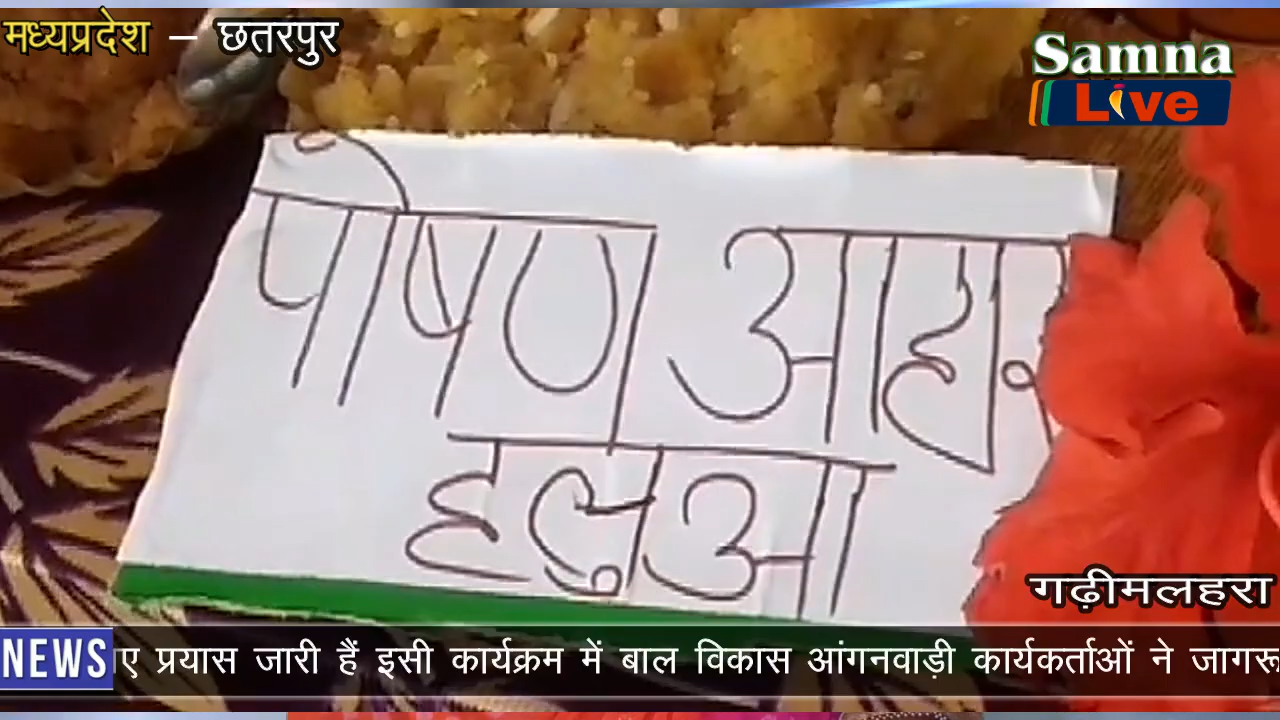 मध्यप्रदेश – छतरपुर
Samna
Live
पोषण आहार
हलुआ
गढ़ीमलहरा
NEWS ए प्रयास जारी हैं इसी कार्यक्रम में बाल विकास आंगनवाड़ी कार्यकर्ताओं ने जागरू